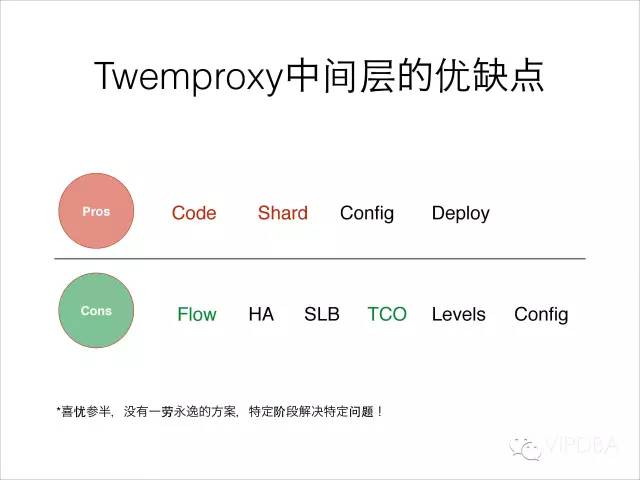 Twemproxy中间层的优缺点
Pros Code Shard Config Deploy
Cons Flow HA SLB TCO Levels Config
*喜忧参半，没有一劳永逸的方案，特定阶段解决特定问题！
VIPDBA